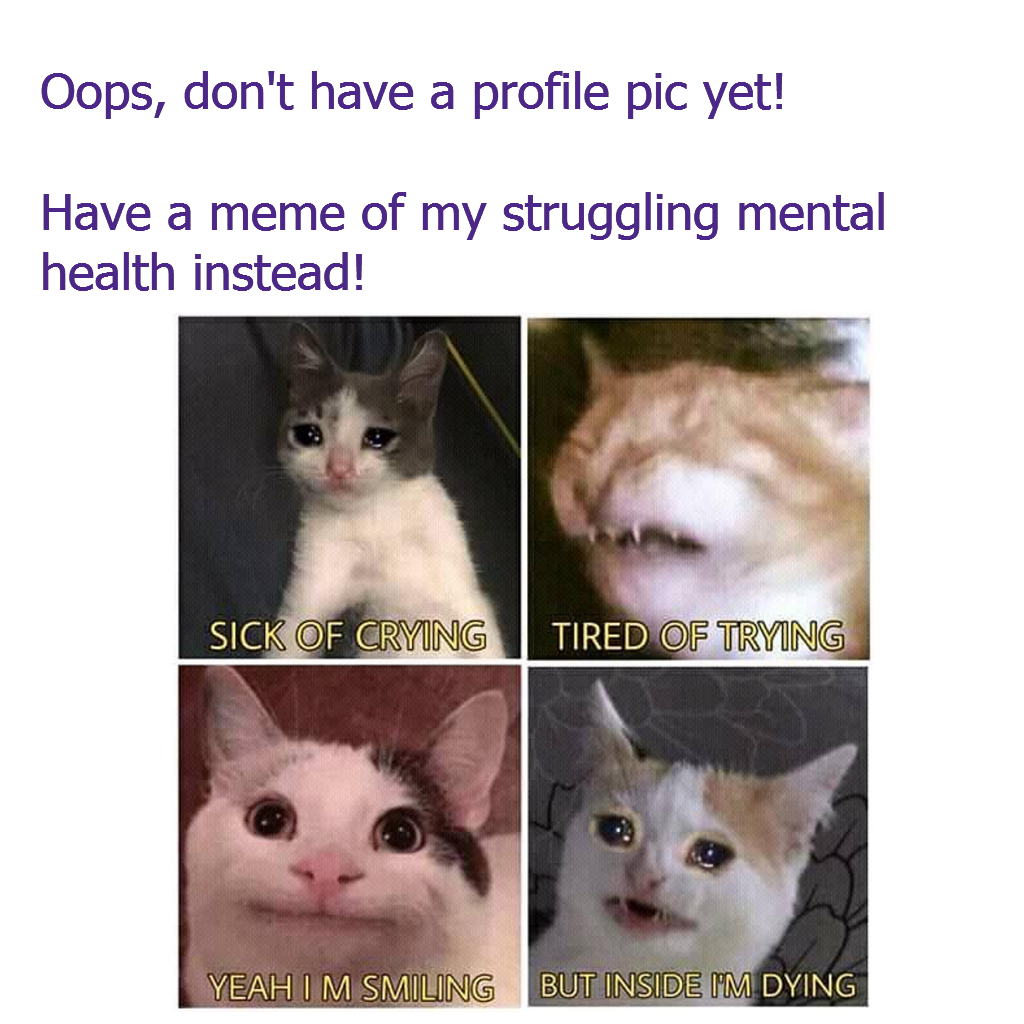 Oops, don't have a profile pic yet!
Have a meme of my struggling mental
health instead!
SICK OF CRYING
TIRED OF TRYING
YEAH I M SMILING
BUT INSIDE I'M DYING